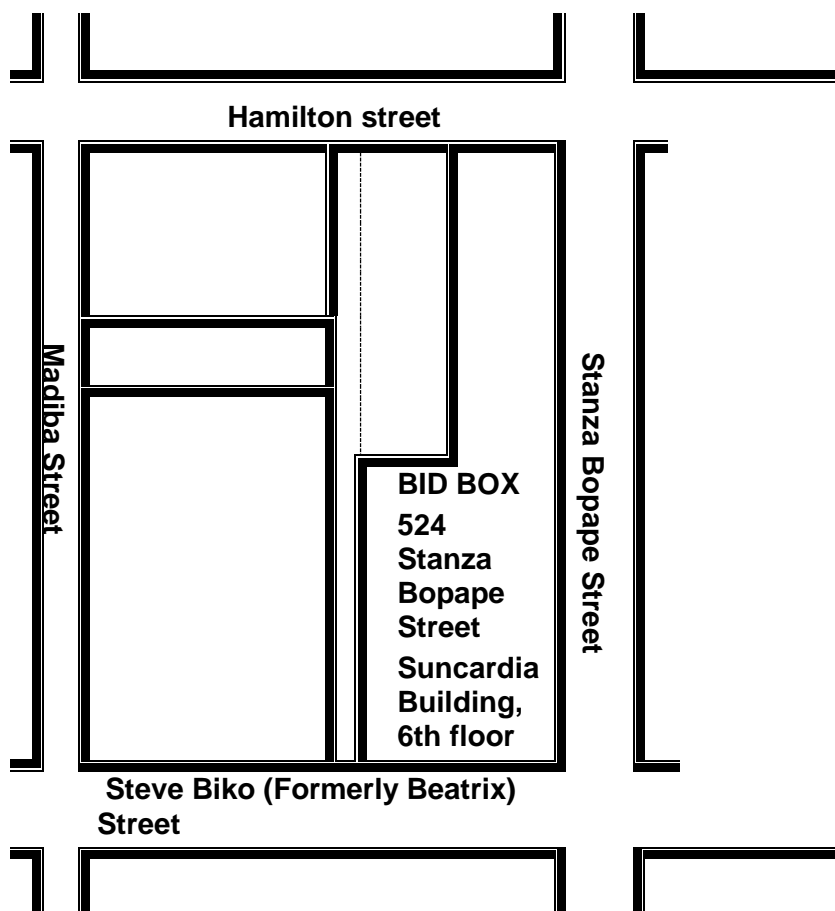 Hamilton street
Madiba Street
Stanza Bopape Street
BID BOX
524
Stanza
Bopape
Street
Suncardia
Building,
6th floor
Steve Biko (Formerly Beatrix)
Street